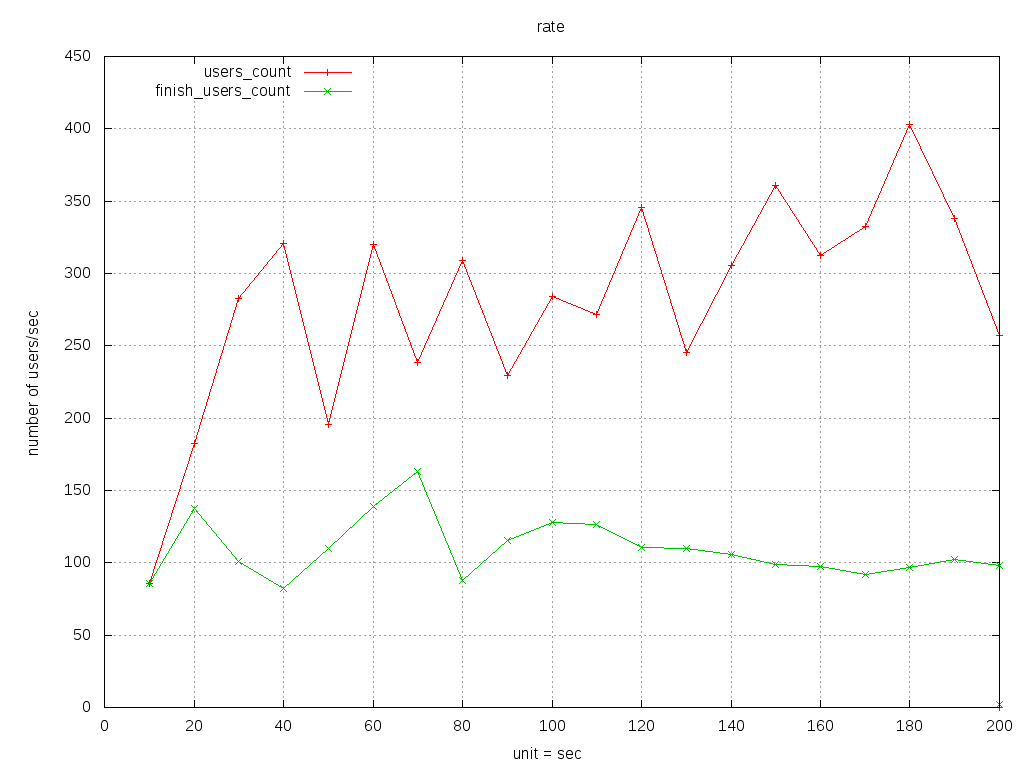 rate
450
400
350
300
250
200
150
100
50
0
users_count
finish_users_count
number of users/sec
0 20 40 60 80 100 120 140 160 180 200
unit = sec